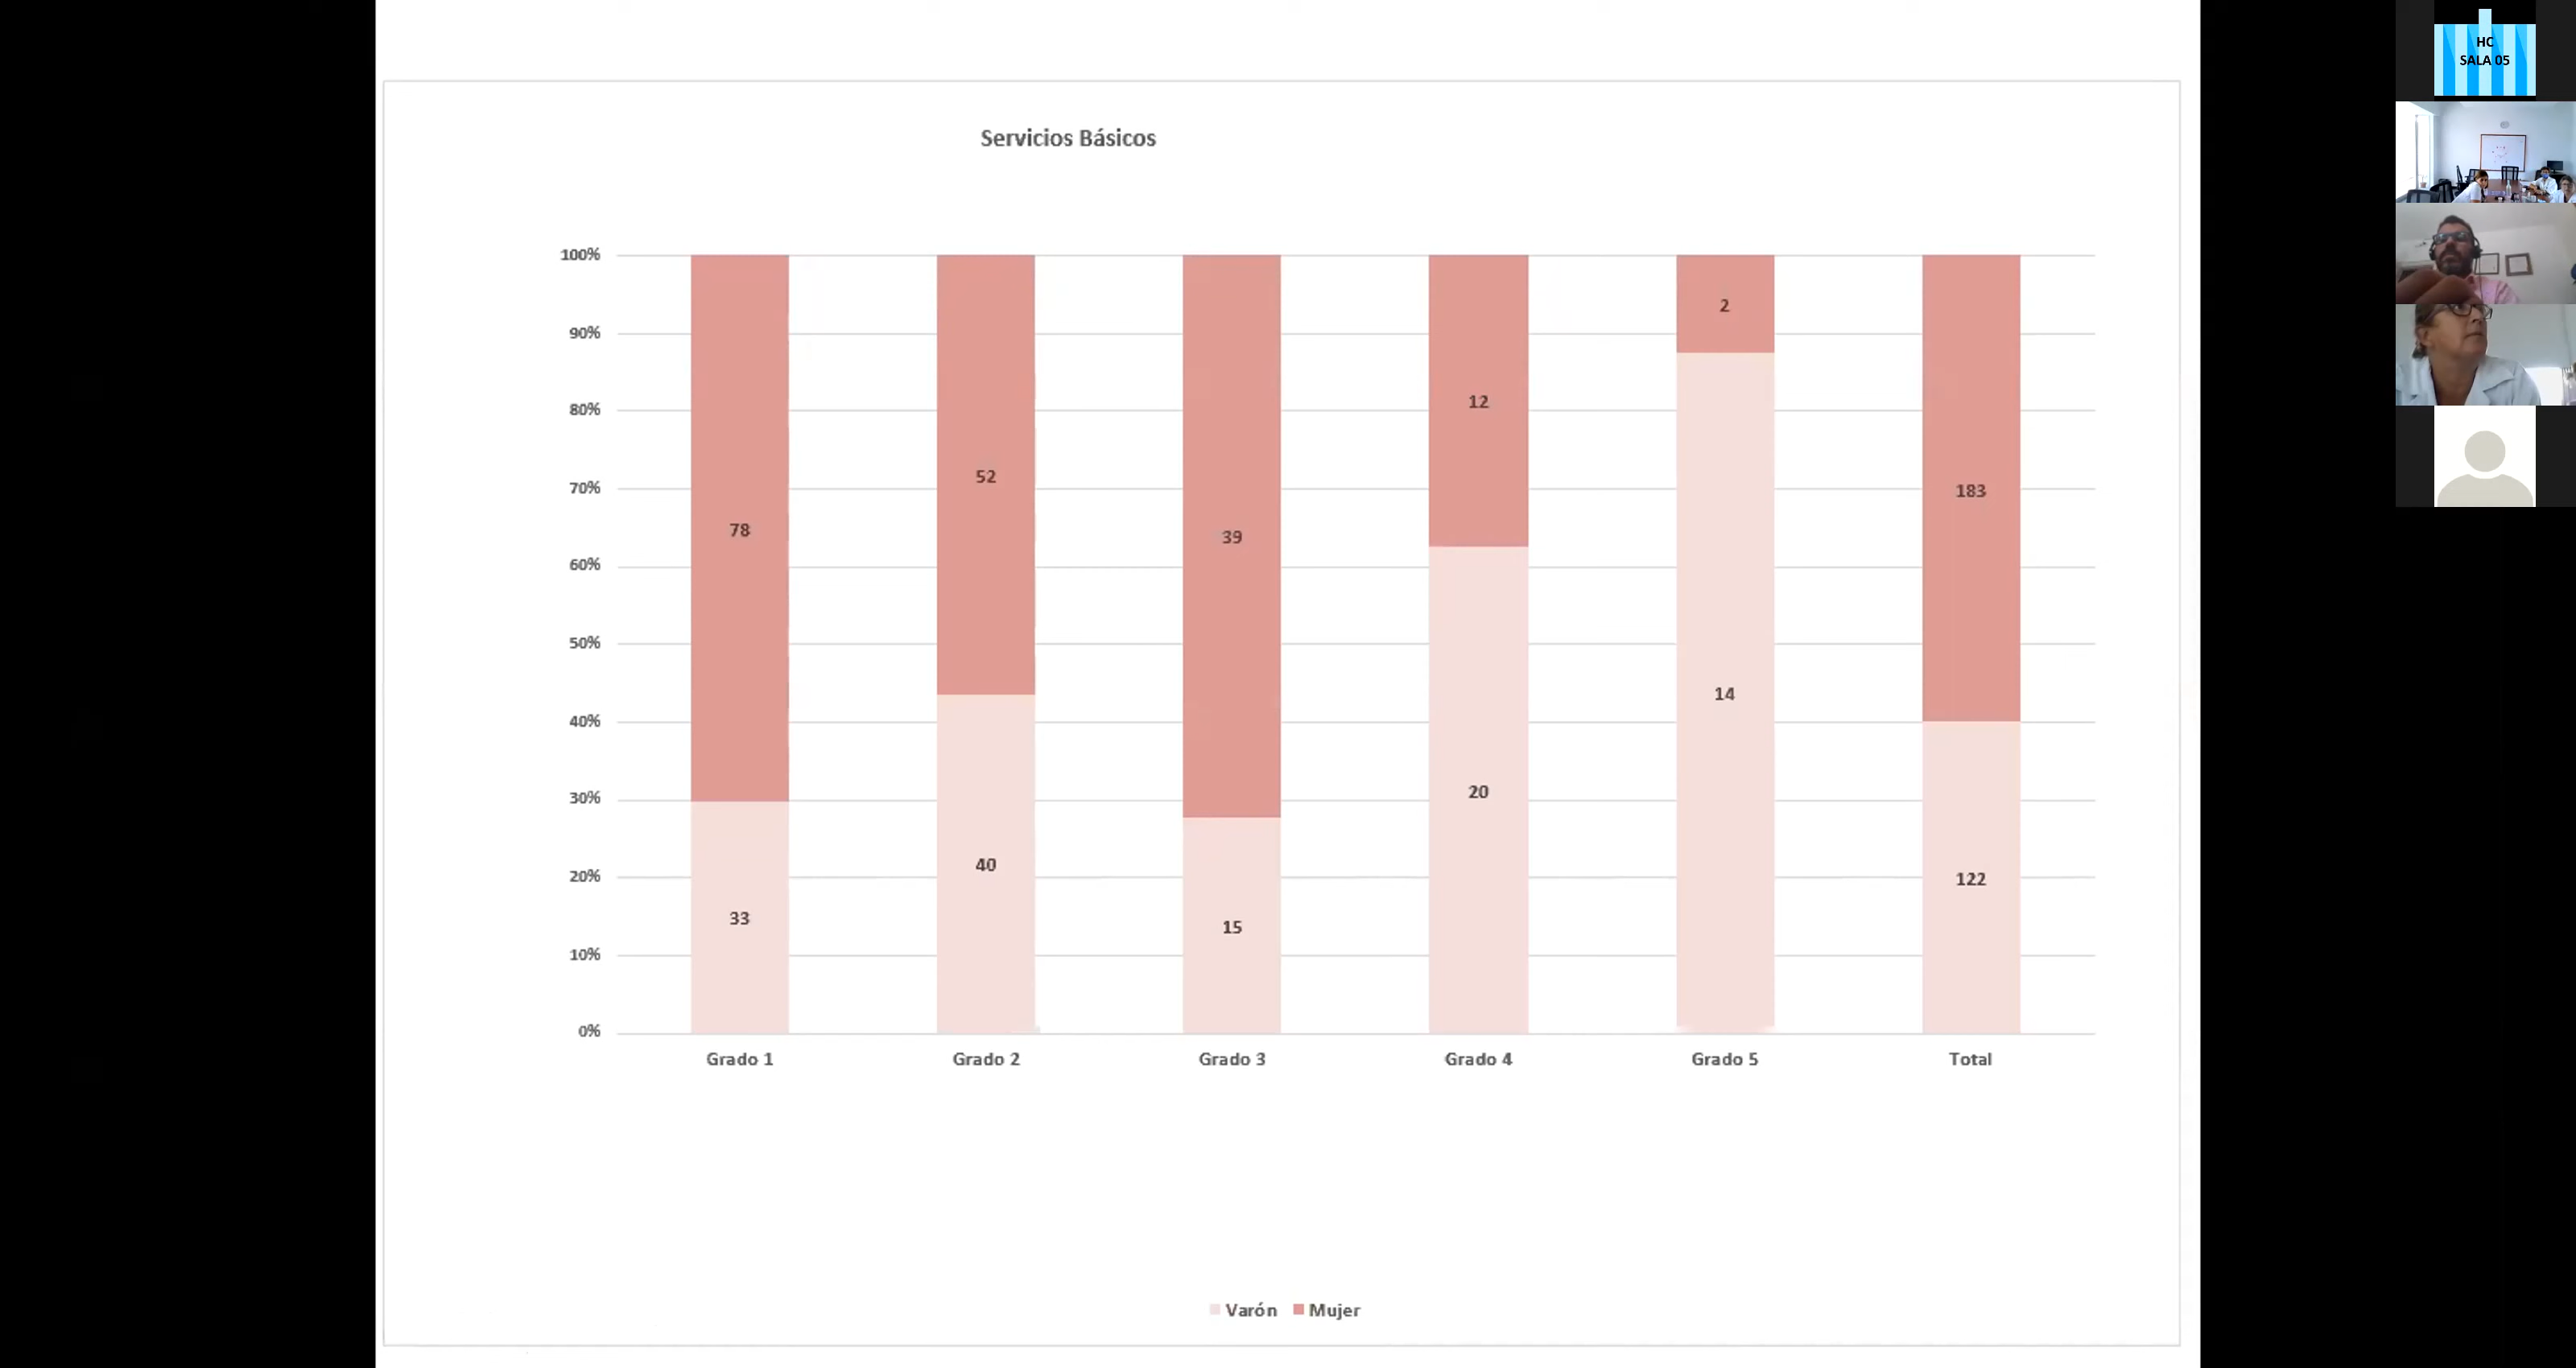 Servicios Básicos
100%
90%
80%
70%
60%
50%
40%
30%
20%
10%
0%
78
52
39
12
2
183
33
40
15
20
14
122
Grado 1
Grado 2
Grado 3
Grado 4
Grado 5
Total
Varón
Mujer
HC
SALA 05